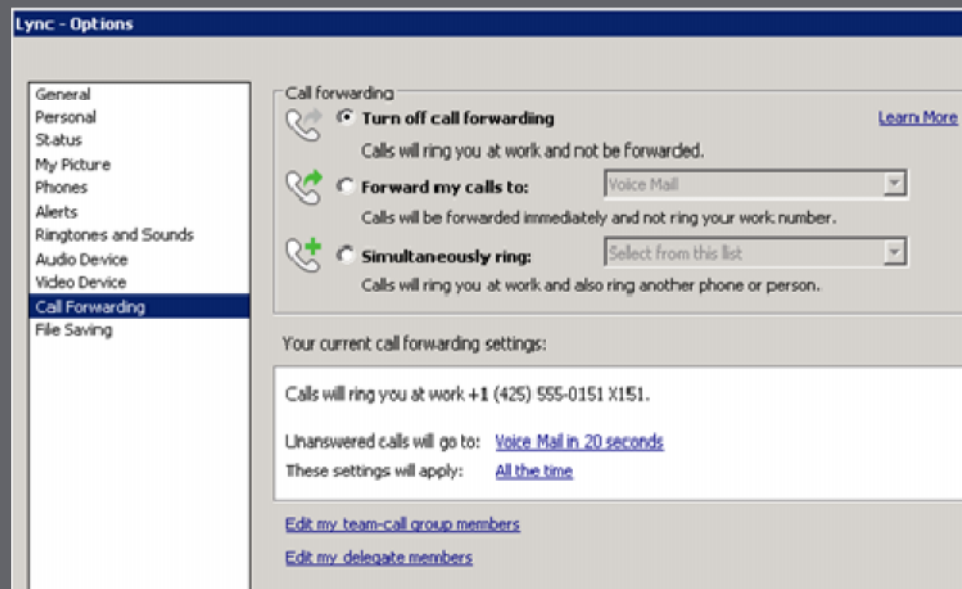 Lync - Options
General
Personal
Status
My Picture
Phones
Alerts
Ringtones and Sounds
Audio Device
Video Device
Call Forwarding
File Saving
Call forwarding
Turn off call forwarding
Learn More
Calls will ring you at work and not be forwarded.
Forward my calls to:
Voice Mail
Calls will be forwarded immediately and not ring your work number.
Simultaneously ring:
Select from this list
Calls will ring you at work and also ring another phone or person.
Your current call forwarding settings:
Calls will ring you at work +1 (425) 555-0151 X151.
Unanswered calls will go to: Voice Mail in 20 seconds
These settings will apply: All the time
Edit my team-call group members
Edit my delegate members